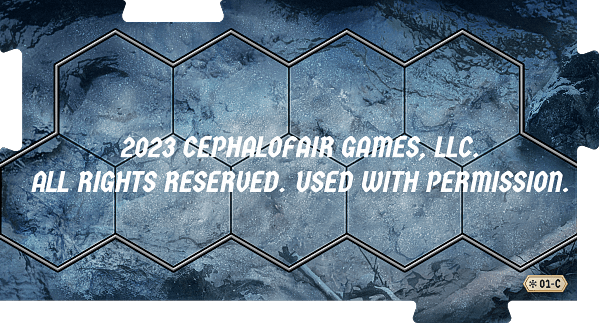 2023 CEPHALOFAIR GAMES, LLC.
ALL RIGHTS RESERVED. USED WITH PERMISSION.
* 01-C